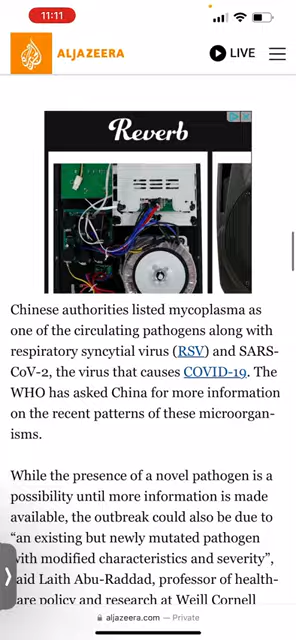 11:11
ALJAZEERA
LIVE
Reverb
Chinese authorities listed mycoplasma as
one of the circulating pathogens along with
respiratory syncytial virus (RSV) and SARS-
CoV-2, the virus that causes COVID-19. The
WHO has asked China for more information
on the recent patterns of these microorgan-
isms.
While the presence of a novel pathogen is a
possibility until more information is made
available, the outbreak could also be due to
“an existing but newly mutated pathogen
with modified characteristics and severity”,
said Laith Abu-Raddad, professor of health-
care policy and research at Weill Cornell
aljazeera.com — Private